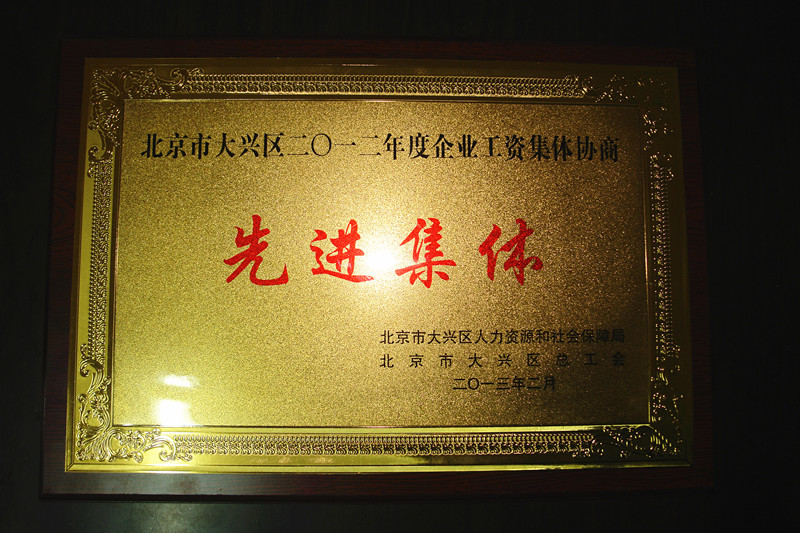 北京市大兴区二〇一二年度企业工资集体协商
先进集体
北京市大兴区人力资源和社会保障局
北京市大兴区总工会
二〇一三年二月